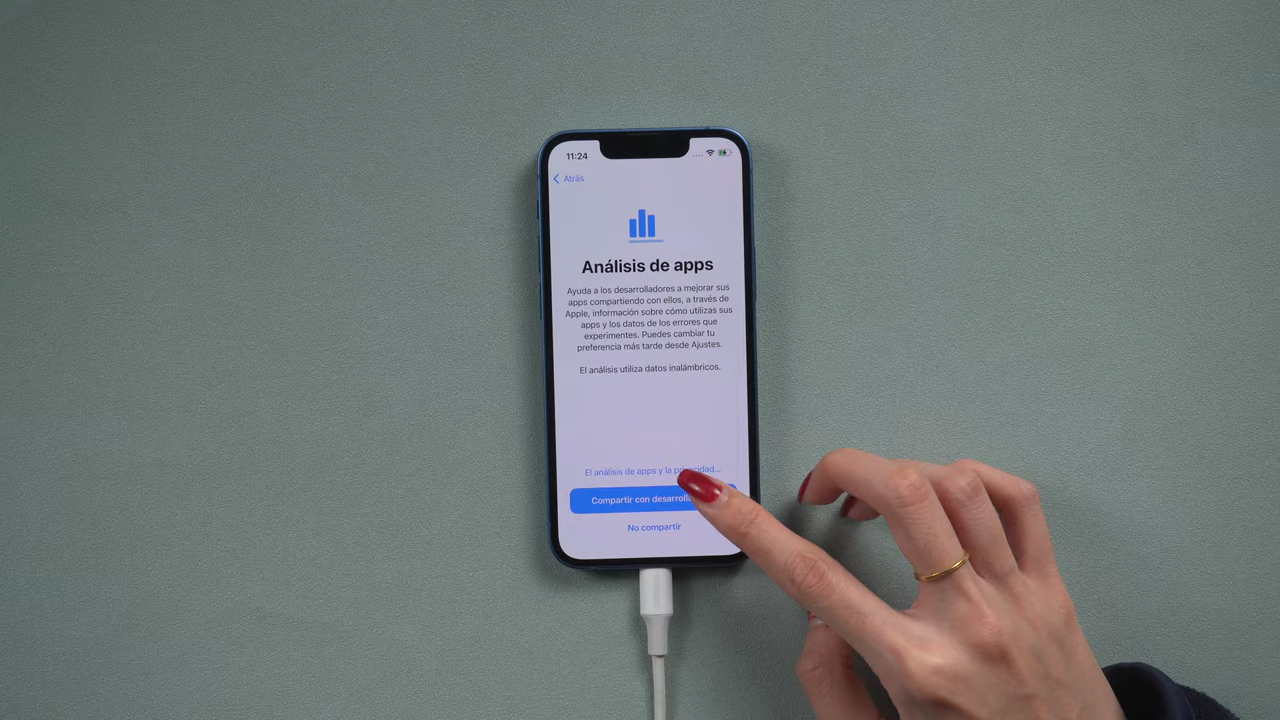 11:24
Atrás
Análisis de apps
Ayuda a los desarrolladores a mejorar sus
apps compartiendo con ellos, a través de
Apple, información sobre cómo utilizas sus
apps y los datos de los errores que
experimentes. Puedes cambiar tu
preferencia más tarde desde Ajustes.
El análisis utiliza datos inalámbricos.
El análisis de apps y la privacidad...
Compartir con
No compartir